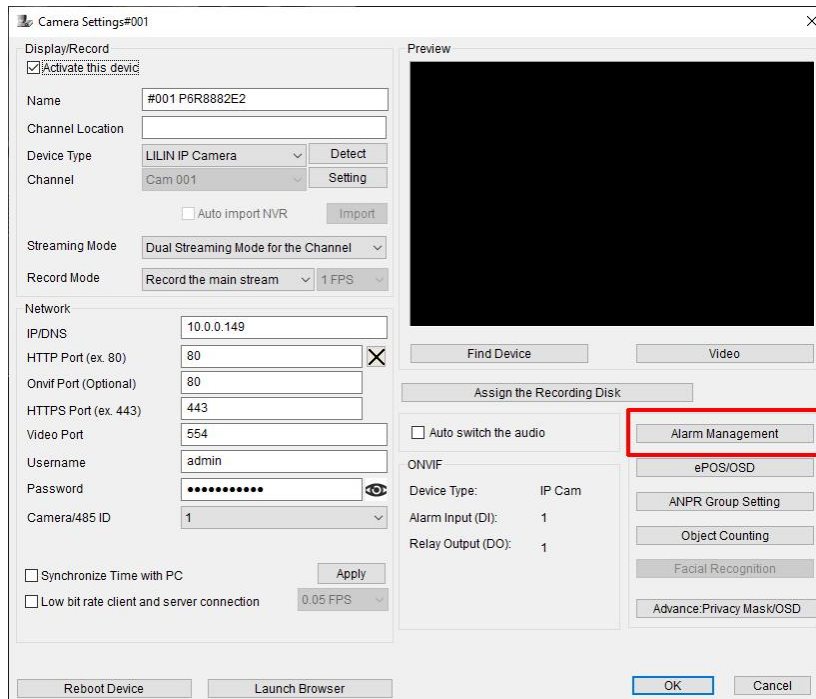 Camera Settings#001
Display/Record
Activate this devic
Name #001 P6R8882E2
Channel Location
Device Type LILIN IP Camera Detect
Channel Cam 001 Setting
Auto import NVR Import
Streaming Mode Dual Streaming Mode for the Channel
Record Mode Record the main stream 1 FPS
Network
IP/DNS 10.0.0.149
HTTP Port (ex. 80) 80
Onvif Port (Optional) 80
HTTPS Port (ex. 443) 443
Video Port 554
Username admin
Password •••••••••••
Camera/485 ID 1
Synchronize Time with PC Apply
Low bit rate client and server connection 0.05 FPS
Reboot Device Launch Browser
Preview
Find Device Video
Assign the Recording Disk
Auto switch the audio
ONVIF
Device Type: IP Cam
Alarm Input (DI): 1
Relay Output (DO): 1
Alarm Management
ePOS/OSD
ANPR Group Setting
Object Counting
Facial Recognition
Advance:Privacy Mask/OSD
OK Cancel